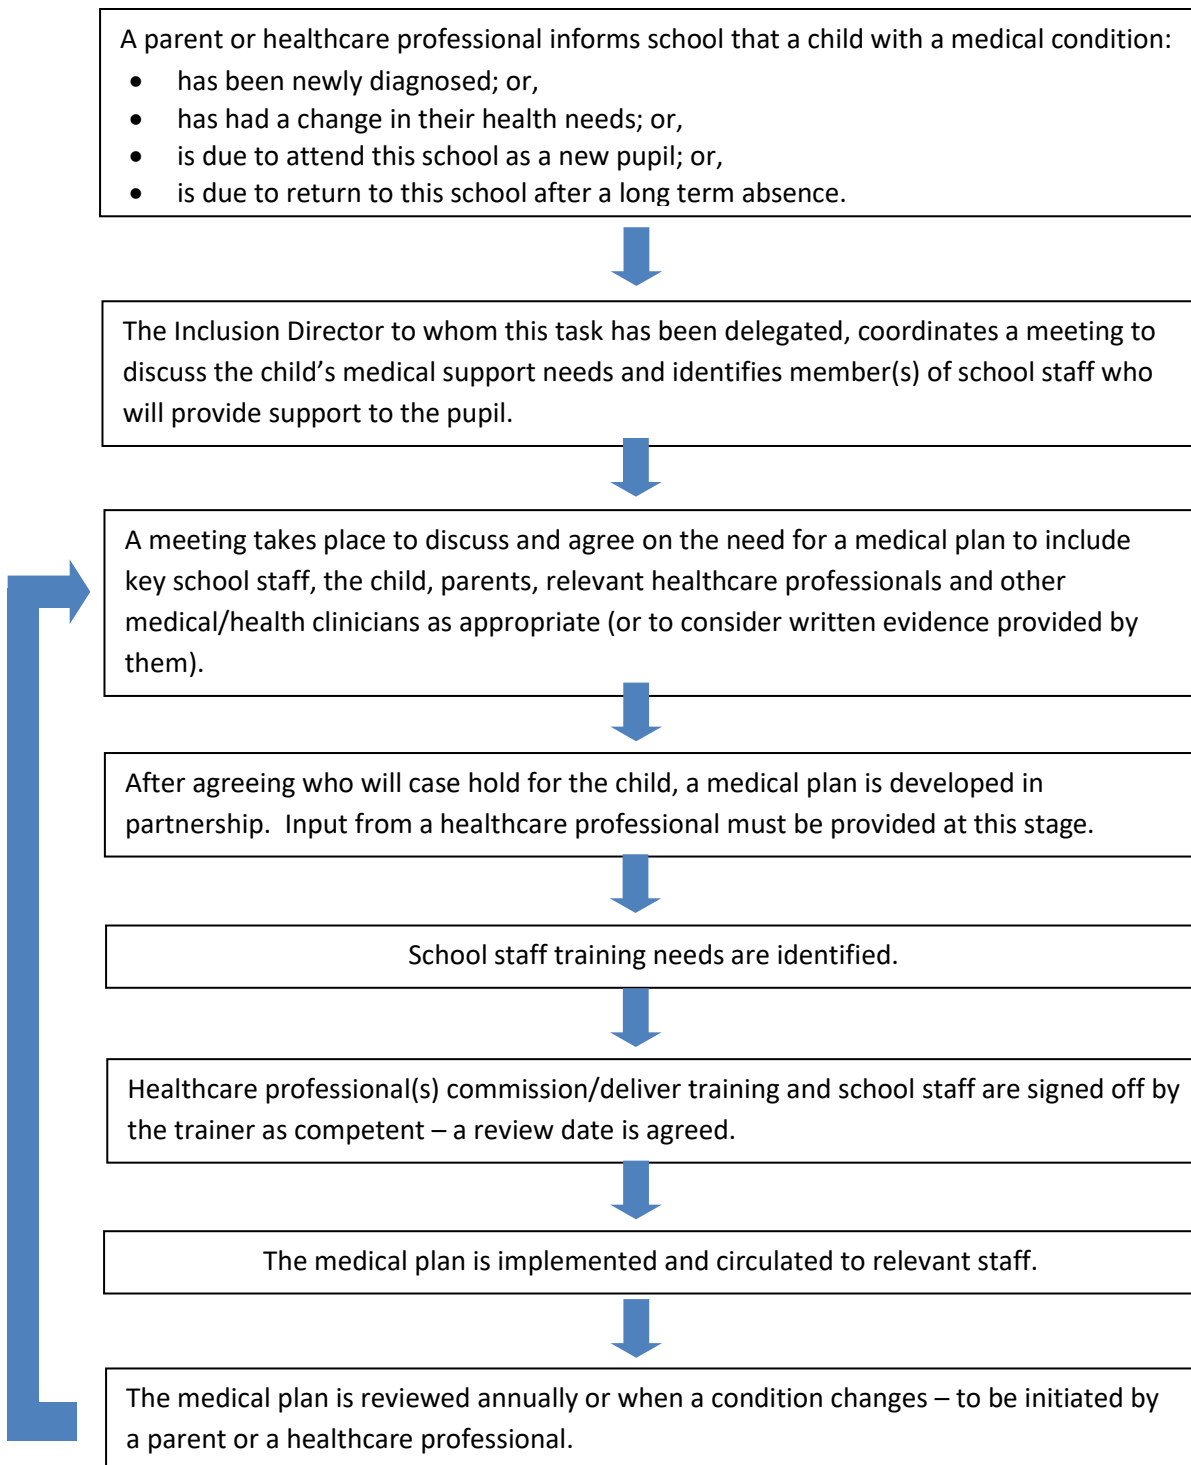 A parent or healthcare professional informs school that a child with a medical condition:
• has been newly diagnosed; or,
• has had a change in their health needs; or,
• is due to attend this school as a new pupil; or,
• is due to return to this school after a long term absence.
The Inclusion Director to whom this task has been delegated, coordinates a meeting to
discuss the child’s medical support needs and identifies member(s) of school staff who
will provide support to the pupil.
A meeting takes place to discuss and agree on the need for a medical plan to include
key school staff, the child, parents, relevant healthcare professionals and other
medical/health clinicians as appropriate (or to consider written evidence provided by
them).
After agreeing who will case hold for the child, a medical plan is developed in
partnership.  Input from a healthcare professional must be provided at this stage.
School staff training needs are identified.
Healthcare professional(s) commission/deliver training and school staff are signed off by
the trainer as competent – a review date is agreed.
The medical plan is implemented and circulated to relevant staff.
The medical plan is reviewed annually or when a condition changes – to be initiated by
a parent or a healthcare professional.